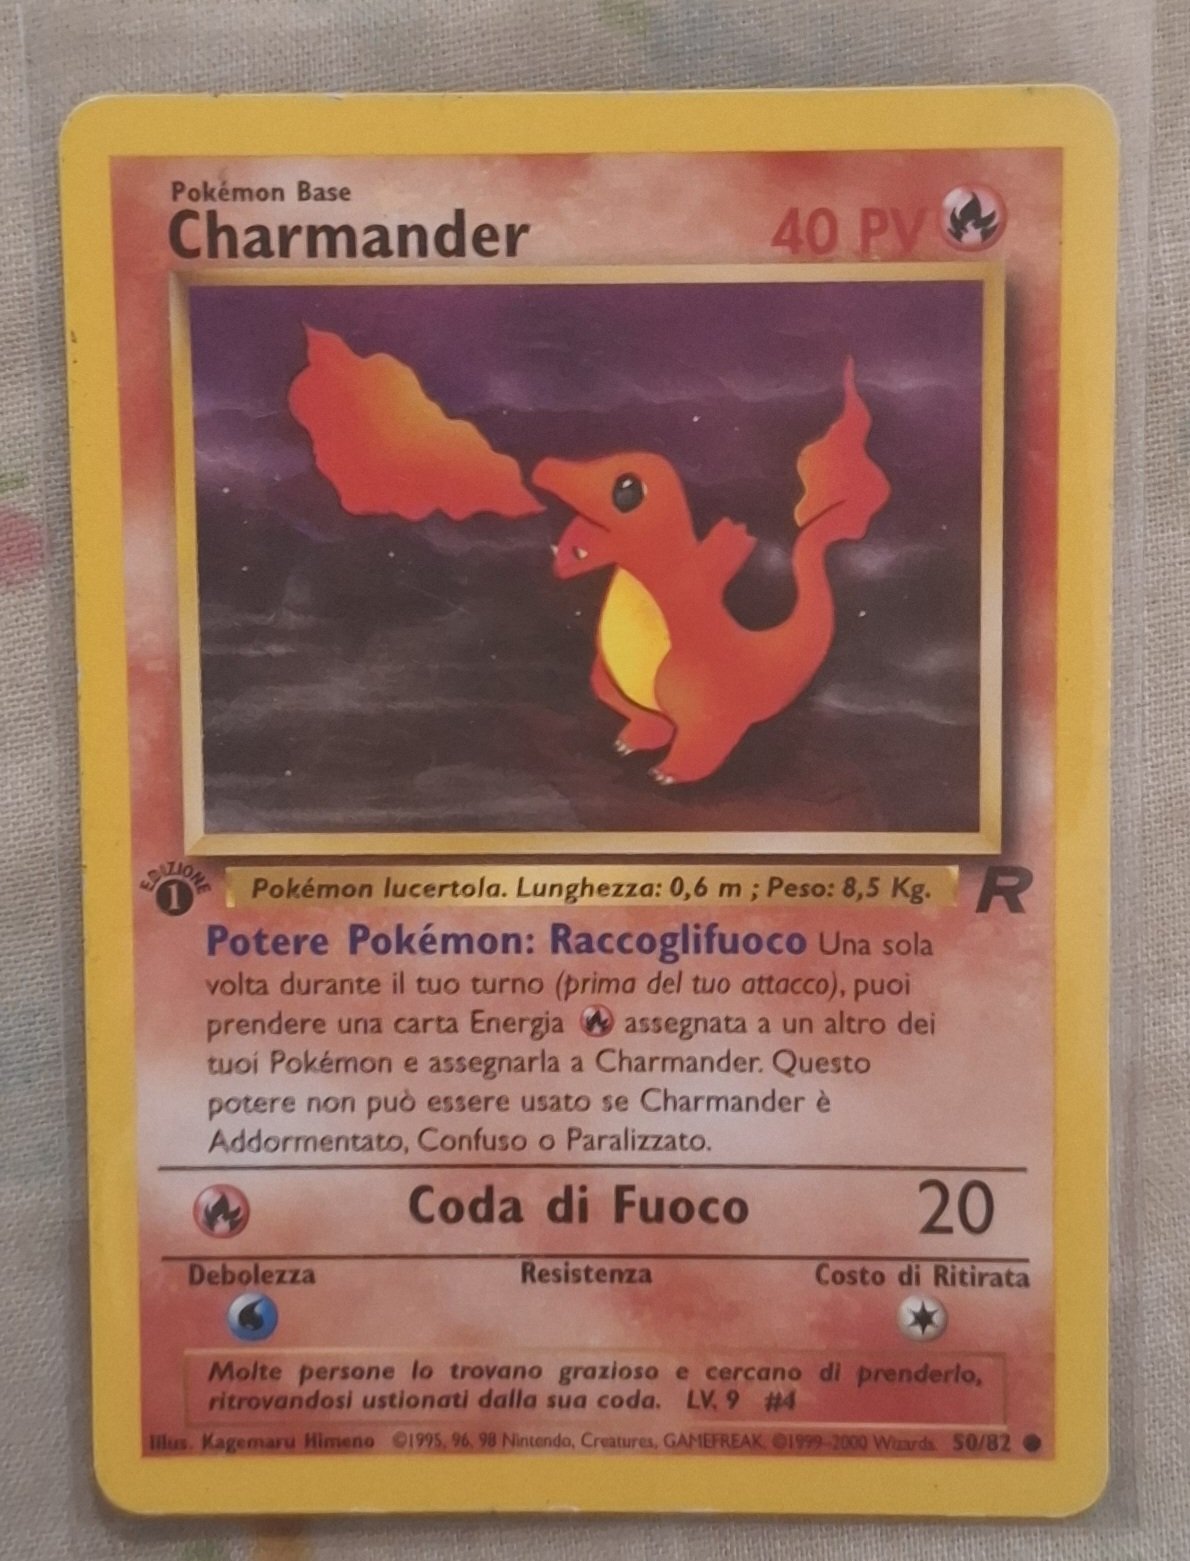 Pokémon Base
Charmander
40 PV
EDIZIONE
1
Pokémon lucertola. Lunghezza: 0,6 m ; Peso: 8,5 Kg.
R
Potere Pokémon: Raccoglifuoco Una sola
volta durante il tuo turno (prima del tuo attacco), puoi
prendere una carta Energia assegnata a un altro dei
tuoi Pokémon e assegnarla a Charmander. Questo
potere non può essere usato se Charmander è
Addormentato, Confuso o Paralizzato.
Coda di Fuoco 20
Debolezza Resistenza Costo di Ritirata
Molte persone lo trovano grazioso e cercano di prenderlo,
ritrovandosi ustionati dalla sua coda. LV. 9 #4
Illus. Kagemaru Himeno ©1995, 96, 98 Nintendo, Creatures, GAMEFREAK. ©1999-2000 Wizards. 50/82